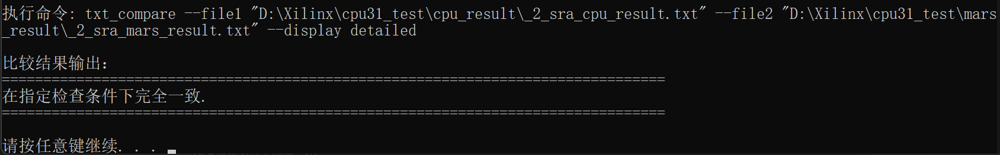 执行命令: txt_compare --file1 "D:\Xilinx\cpu31_test\cpu_result\_2_sra_cpu_result.txt" --file2 "D:\Xilinx\cpu31_test\mars
_result\_2_sra_mars_result.txt" --display detailed
比较结果输出:
================================================================================
在指定检查条件下完全一致.
================================================================================
请按任意键继续. . .